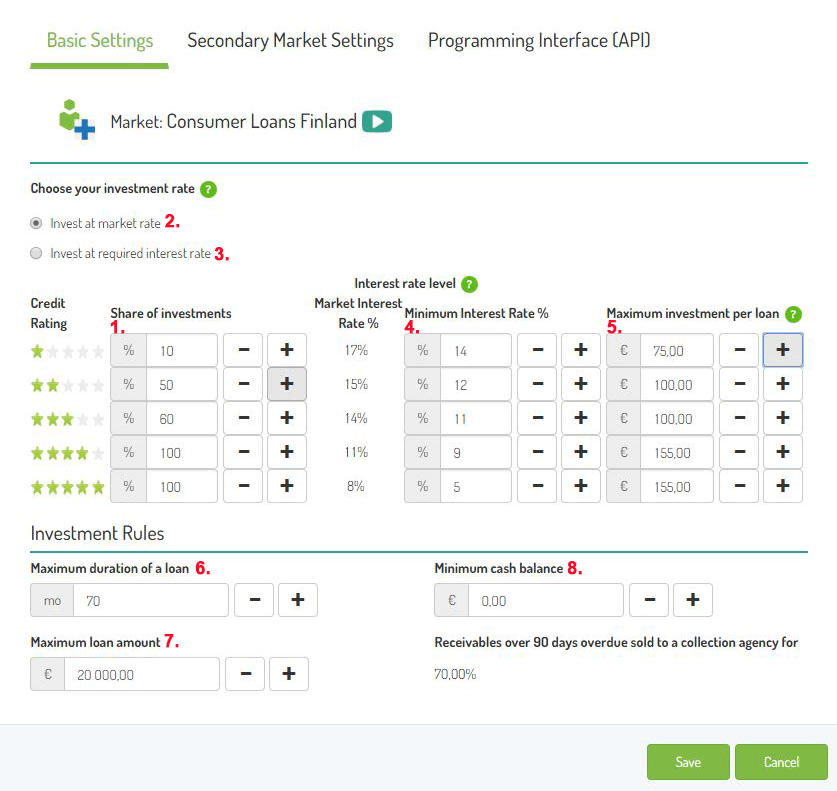 Basic Settings Secondary Market Settings Programming Interface (API)
Market: Consumer Loans Finland
Choose your investment rate ?
Invest at market rate 2.
Invest at required interest rate 3.
Interest rate level ?
Credit Rating Share of investments Market Interest Rate % Minimum Interest Rate % Maximum investment per loan ?
1. 4. 5.
% 10 - + 17% % 14 - + € 75,00 - +
% 50 - + 15% % 12 - + € 100,00 - +
% 60 - + 14% % 11 - + € 100,00 - +
% 100 - + 11% % 9 - + € 155,00 - +
% 100 - + 8% % 5 - + € 155,00 - +
Investment Rules
Maximum duration of a loan 6. Minimum cash balance 8.
mo 70 - + € 0,00 - +
Maximum loan amount 7. Receivables over 90 days overdue sold to a collection agency for
€ 20 000,00 - + 70,00%
Save Cancel